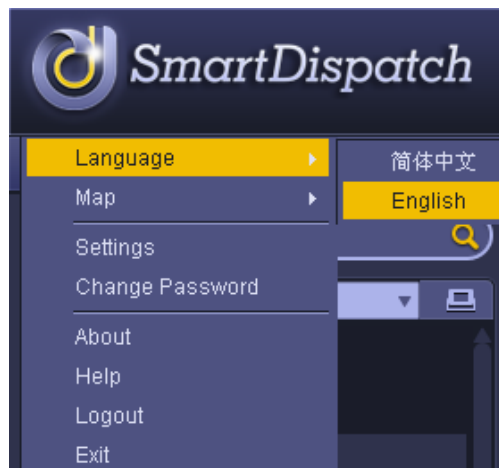 SmartDispatch
Language
简体中文
Map
English
Settings
Change Password
About
Help
Logout
Exit